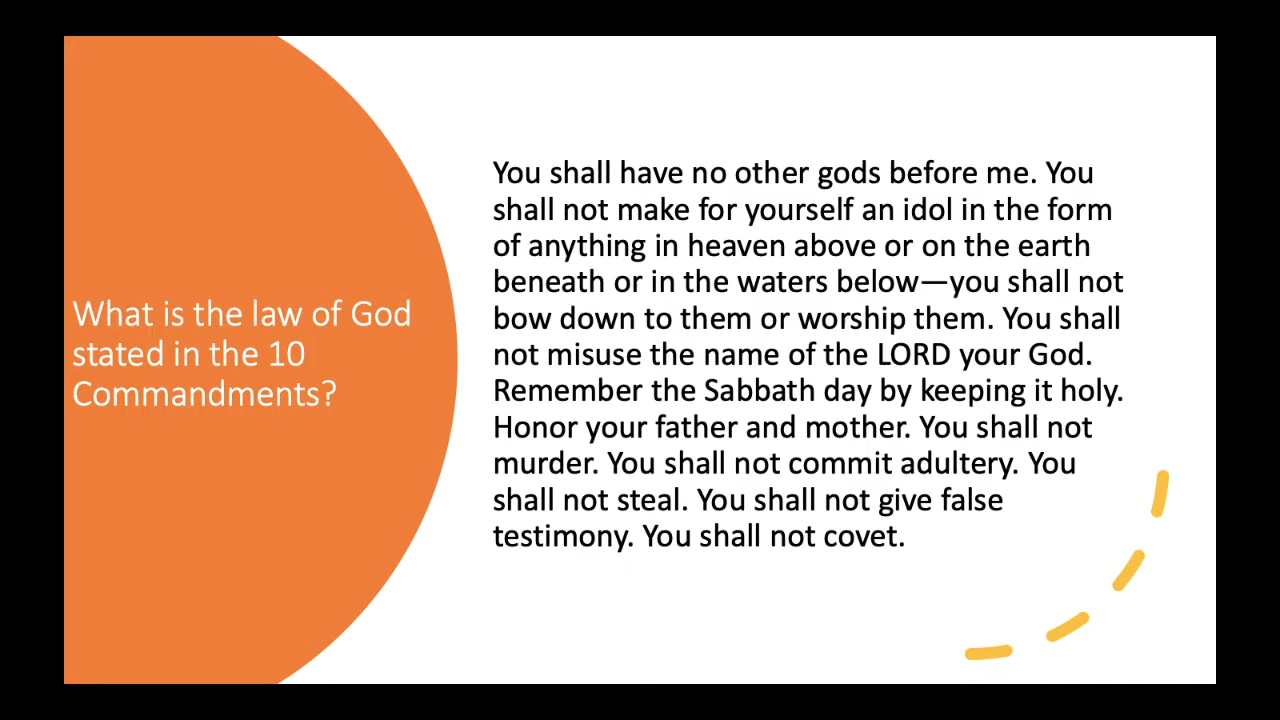 What is the law of God
stated in the 10
Commandments?
You shall have no other gods before me. You
shall not make for yourself an idol in the form
of anything in heaven above or on the earth
beneath or in the waters below—you shall not
bow down to them or worship them. You shall
not misuse the name of the LORD your God.
Remember the Sabbath day by keeping it holy.
Honor your father and mother. You shall not
murder. You shall not commit adultery. You
shall not steal. You shall not give false
testimony. You shall not covet.